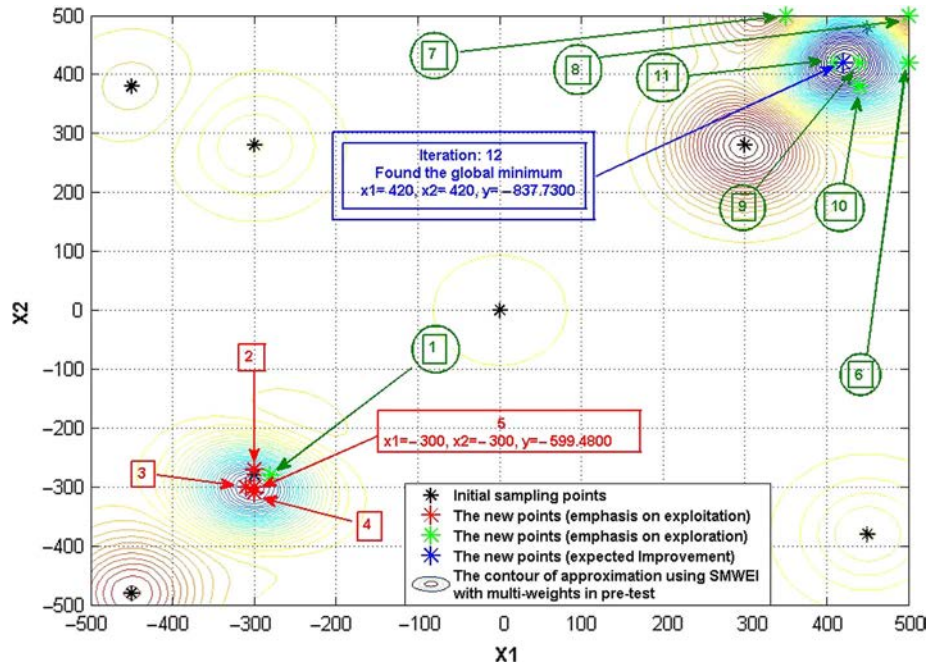 500
400
300
200
100
0
−100
−200
−300
−400
−500
X2
7
8
11
Iteration: 12
Found the global minimum
x1= 420, x2= 420, y= −837.7300
9
10
1
2
6
5
x1=−300, x2=−300, y=−599.4800
3
4
Initial sampling points
The new points (emphasis on exploitation)
The new points (emphasis on exploration)
The new points (expected Improvement)
The contour of approximation using SMWEI
with multi-weights in pre-test
−500 −400 −300 −200 −100 0 100 200 300 400 500
X1